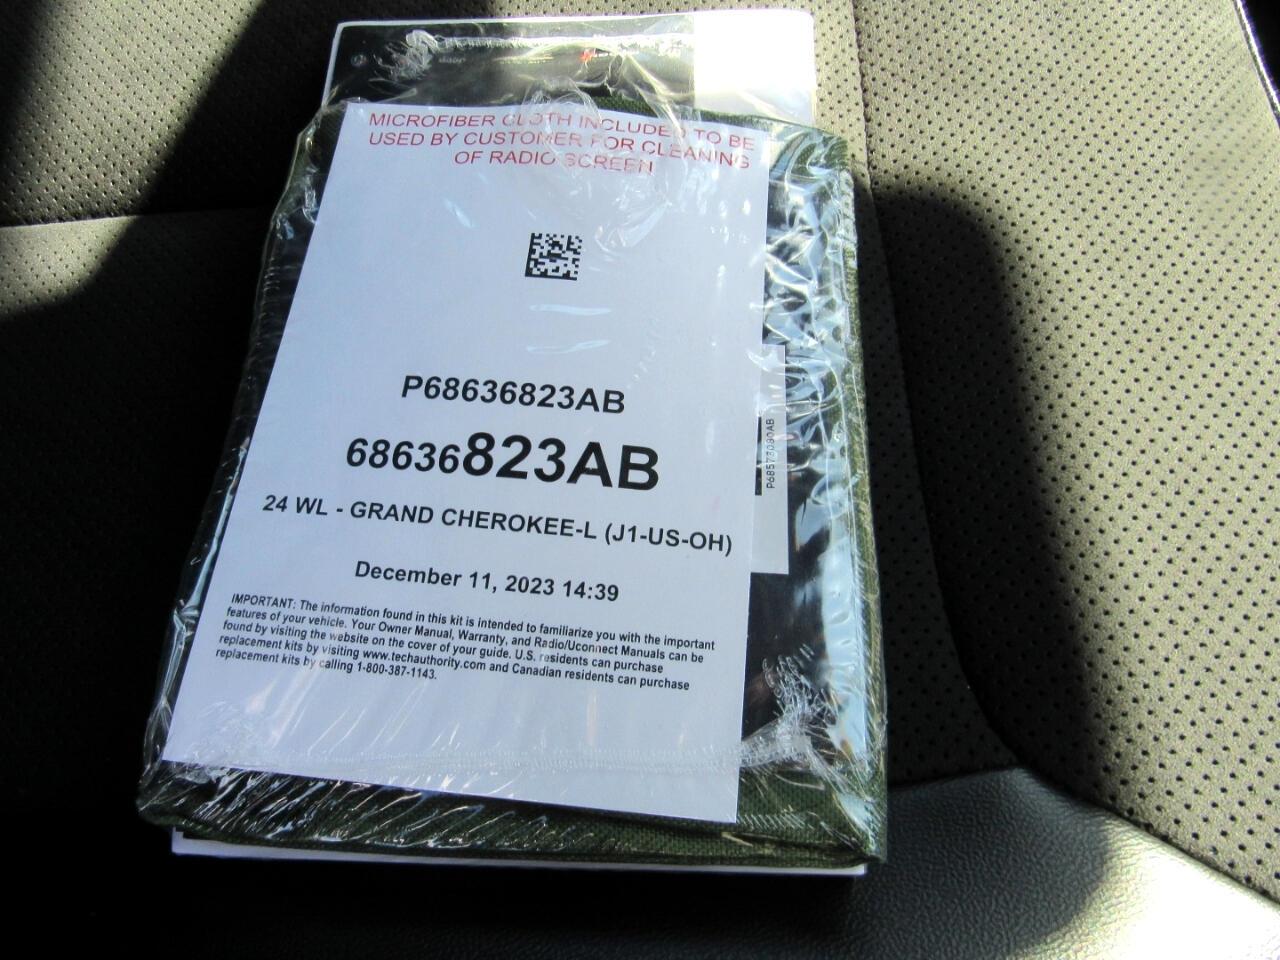 MICROFIBER CLOTH INCLUDED TO BE
USED BY CUSTOMER FOR CLEANING
OF RADIO SCREEN
P68636823AB
68636823AB
24 WL - GRAND CHEROKEE-L (J1-US-OH)
December 11, 2023 14:39
IMPORTANT: The information found in this kit is intended to familiarize you with the important
features of your vehicle. Your Owner Manual, Warranty, and Radio/Uconnect Manuals can be
found by visiting the website on the cover of your guide. U.S. residents can purchase
replacement kits by visiting www.techauthority.com and Canadian residents can purchase
replacement kits by calling 1-800-387-1143.